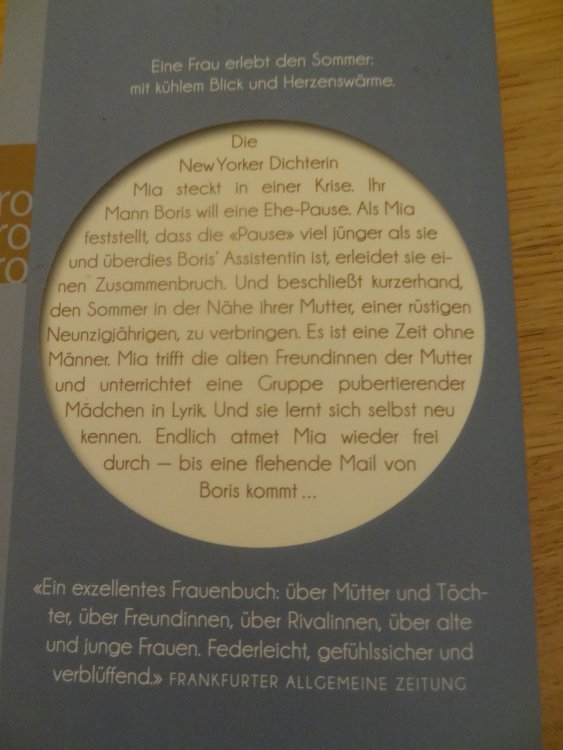 Eine Frau erlebt den Sommer:
mit kühlem Blick und Herzenswärme.
Die
New Yorker Dichterin
Mia steckt in einer Krise. Ihr
Mann Boris will eine Ehe-Pause. Als Mia
feststellt, dass die «Pause» viel jünger als sie
und überdies Boris' Assistentin ist, erleidet sie ei-
nen Zusammenbruch. Und beschließt kurzerhand,
den Sommer in der Nähe ihrer Mutter, einer rüstigen
Neunzigjährigen, zu verbringen. Es ist eine Zeit ohne
Männer. Mia trifft die alten Freundinnen der Mutter
und unterrichtet eine Gruppe pubertierender
Mädchen in Lyrik. Und sie lernt sich selbst neu
kennen. Endlich atmet Mia wieder frei
durch – bis eine flehende Mail von
Boris kommt ...
«Ein exzellentes Frauenbuch: über Mütter und Töch-
ter, über Freundinnen, über Rivalinnen, über alte
und junge Frauen. Federleicht, gefühlssicher und
verblüffend.» FRANKFURTER ALLGEMEINE ZEITUNG
ro
ro
ro